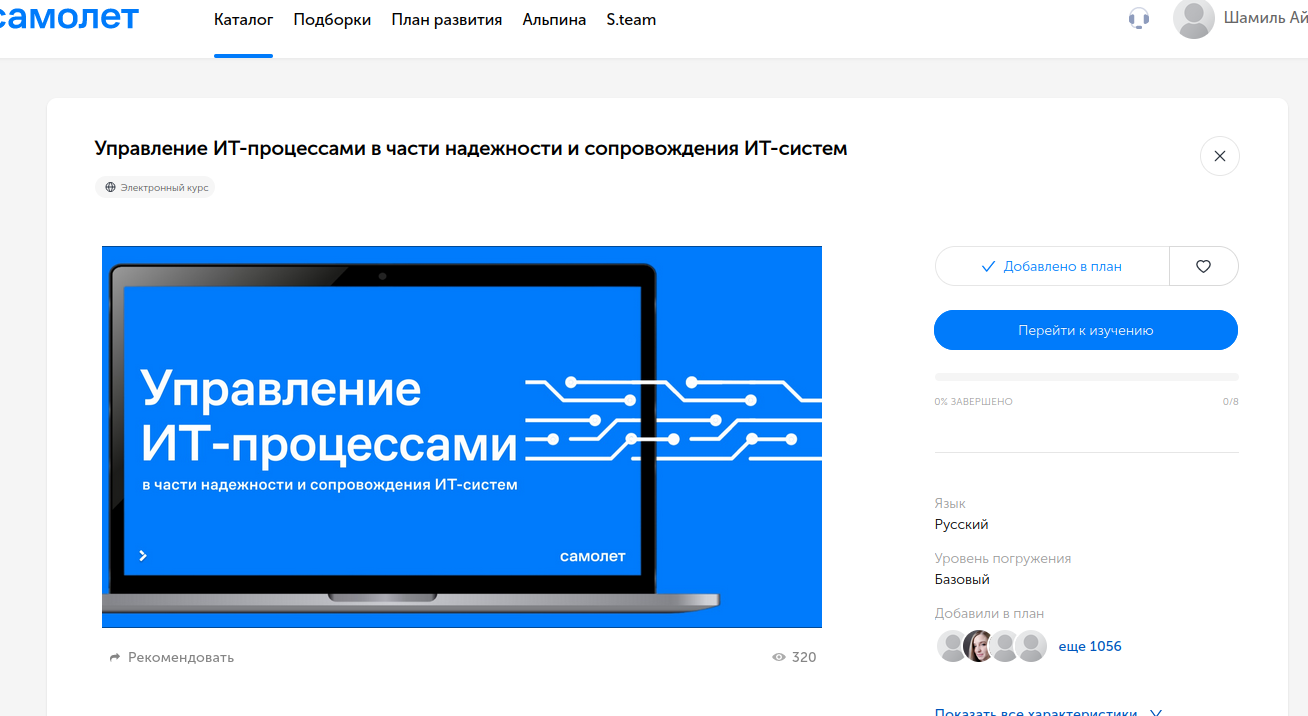 самолет
Каталог Подборки План развития Альпина S.team
Шамиль Ай
Управление ИТ-процессами в части надежности и сопровождения ИТ-систем
Электронный курс
Управление
ИТ-процессами
в части надежности и сопровождения ИТ-систем
самолет
Рекомендовать
320
Добавлено в план
Перейти к изучению
0% ЗАВЕРШЕНО
0/8
Язык
Русский
Уровень погружения
Базовый
Добавили в план
еще 1056
Показать все характеристики